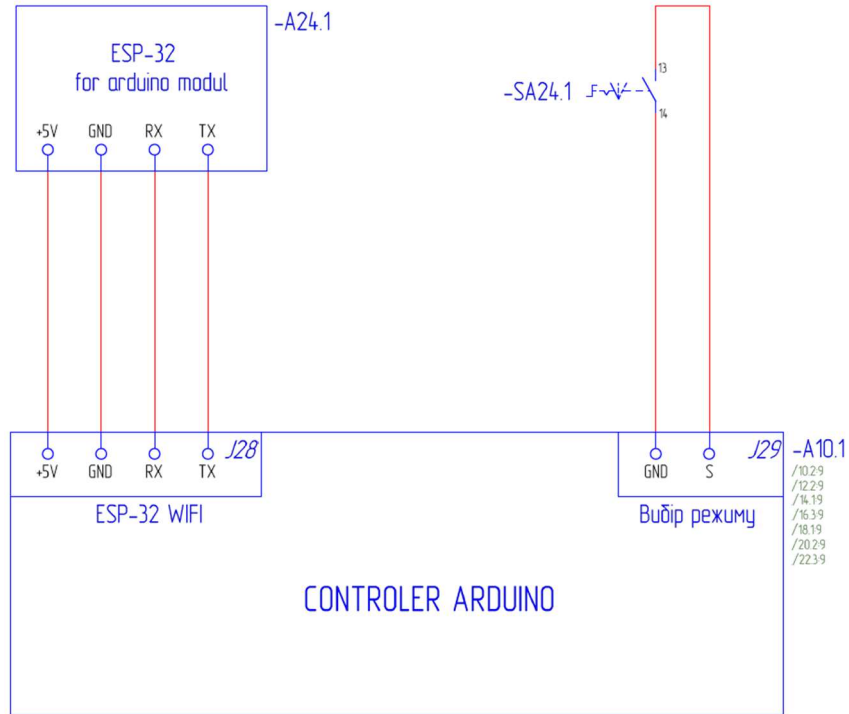 -A24.1
ESP-32
for arduino modul
+5V GND RX TX
-SA24.1
13
14
+5V GND RX TX J28
ESP-32 WIFI
GND S J29
Вибір режиму
-A10.1
/10.2:9
/12.2:9
/14.1:9
/16.3:9
/18.1:9
/20.2:9
/22.3:9
CONTROLER ARDUINO